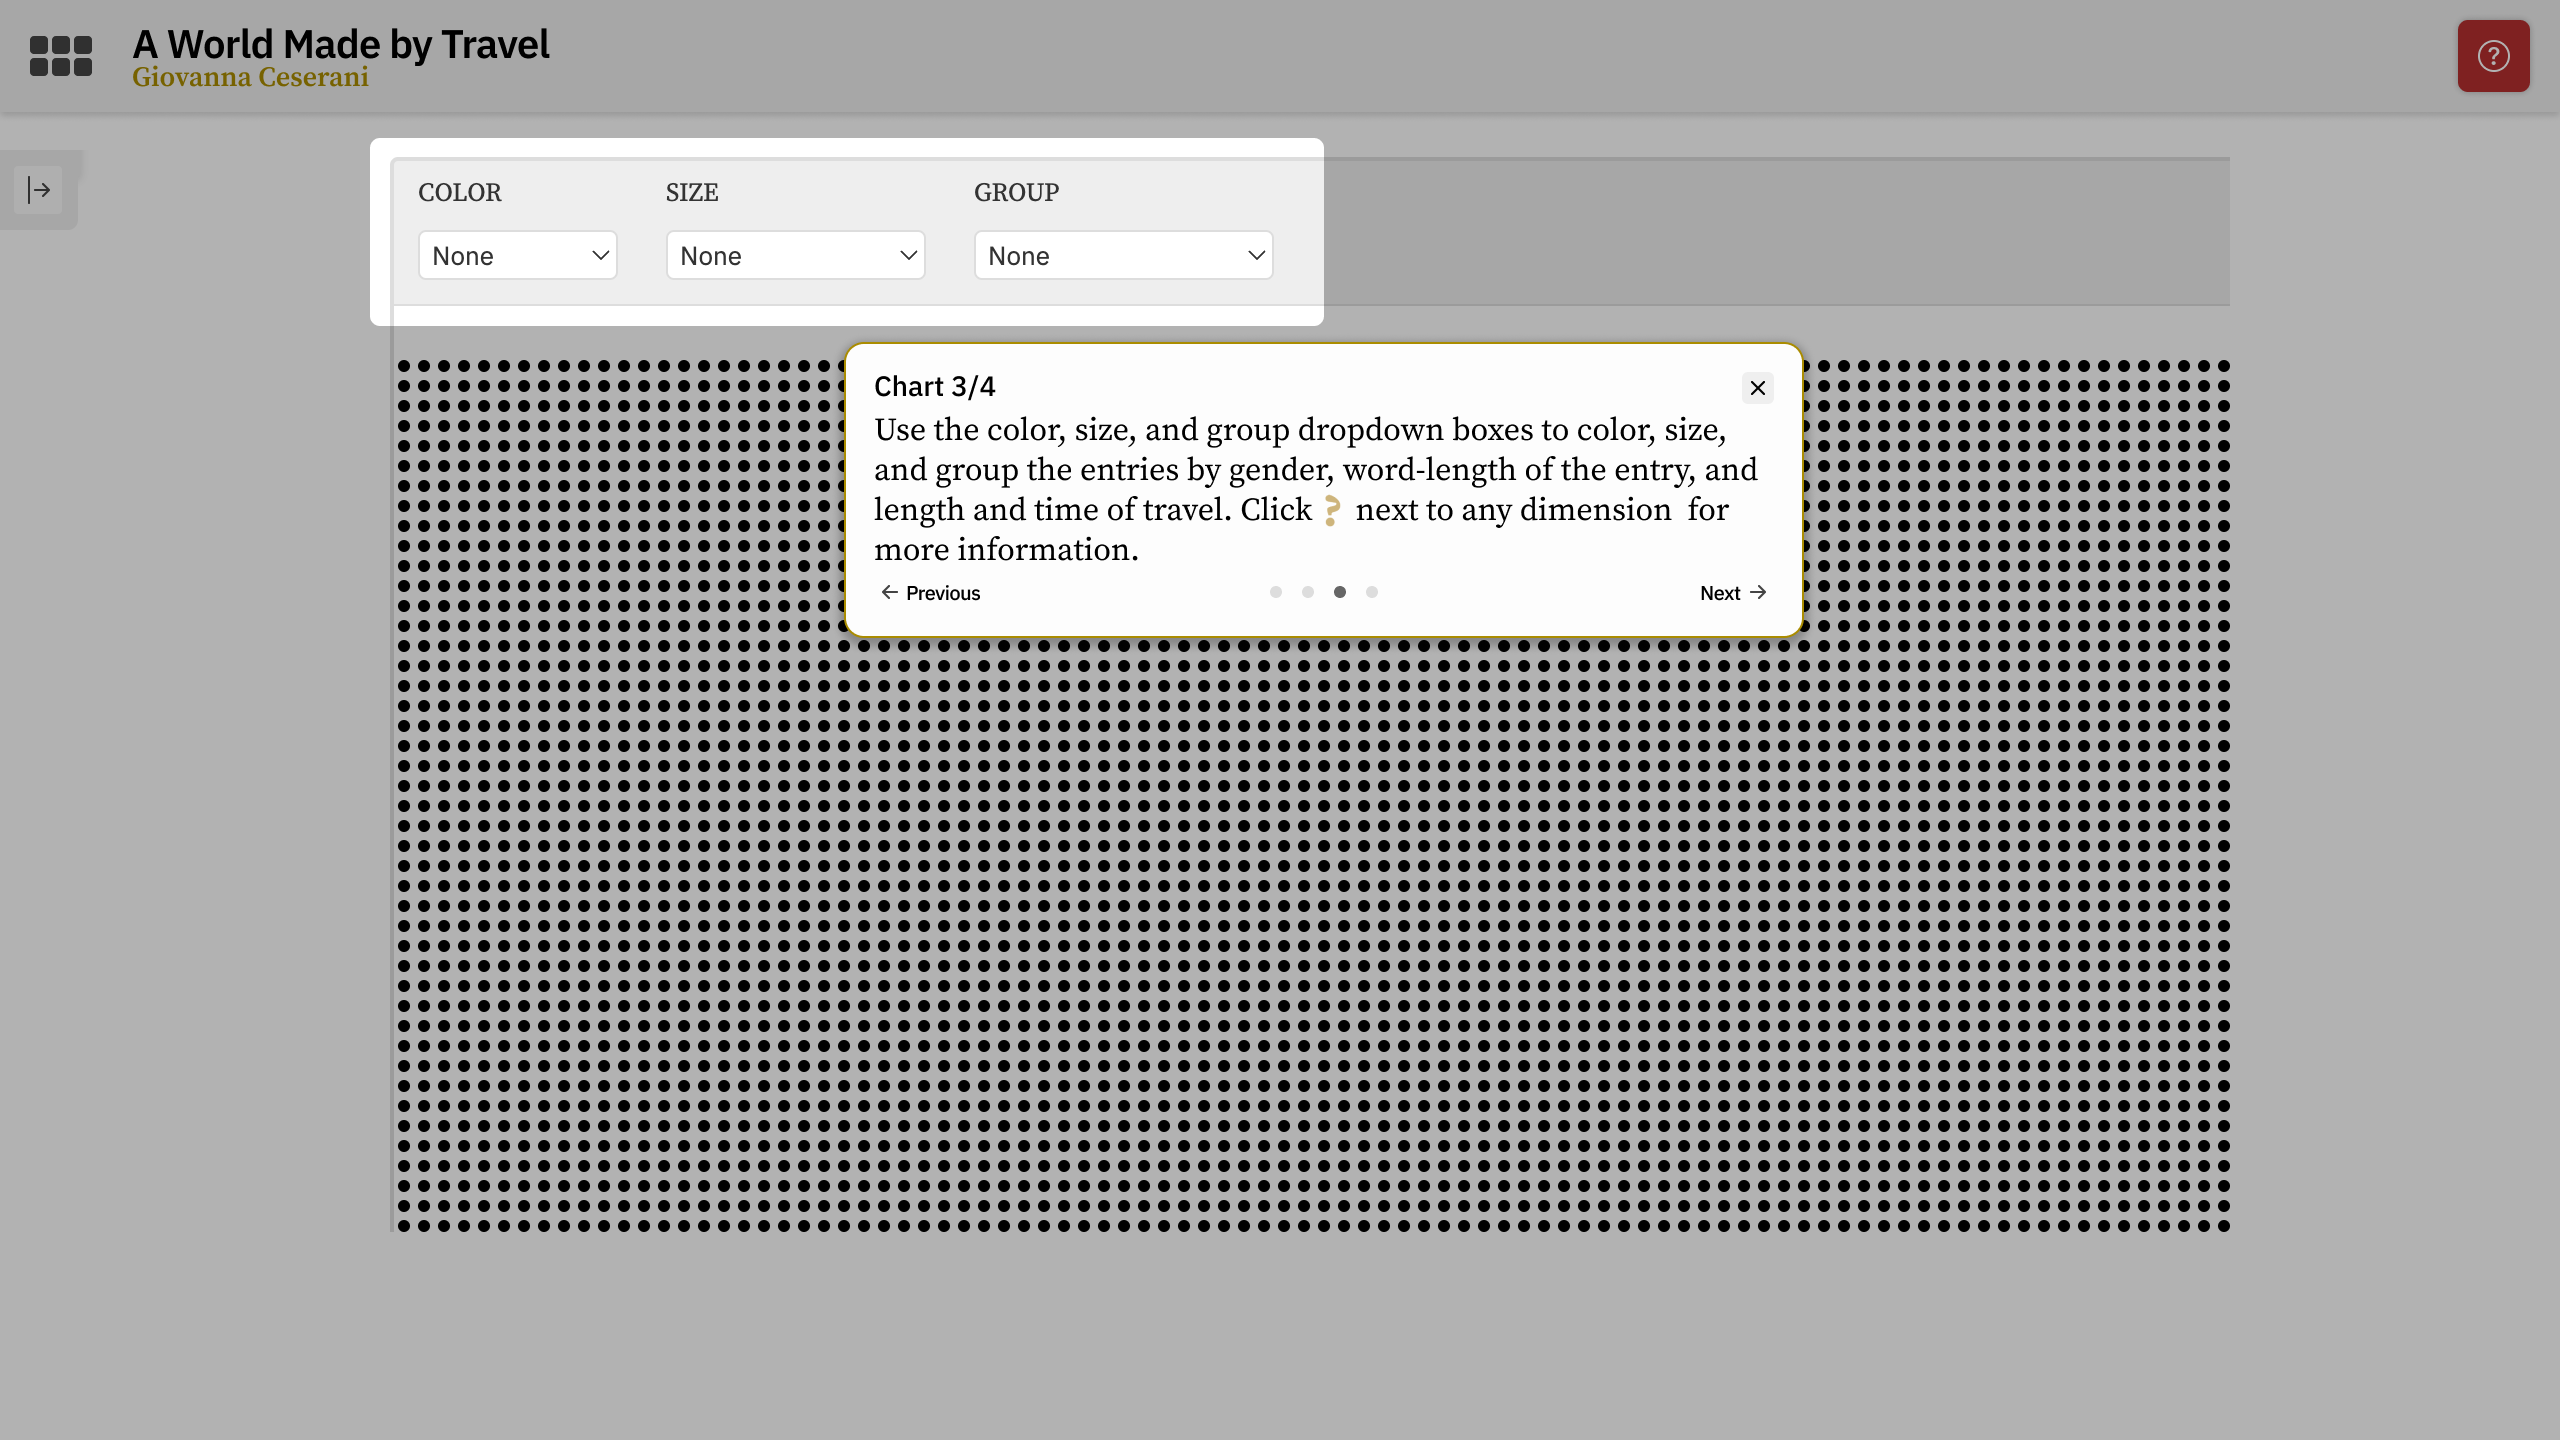 A World Made by Travel
Giovanna Ceserani
COLOR
SIZE
GROUP
None
None
None
Chart 3/4
Use the color, size, and group dropdown boxes to color, size,
and group the entries by gender, word-length of the entry, and
length and time of travel. Click ? next to any dimension for
more information.
← Previous
Next →